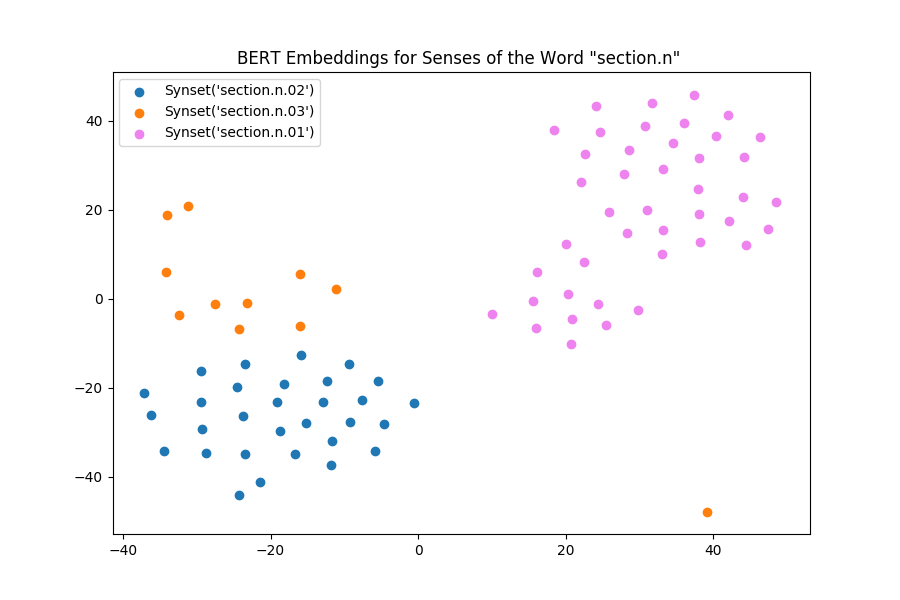 BERT Embeddings for Senses of the Word "section.n"
Synset('section.n.02')
Synset('section.n.03')
Synset('section.n.01')
40
20
0
−20
−40
−40 −20 0 20 40